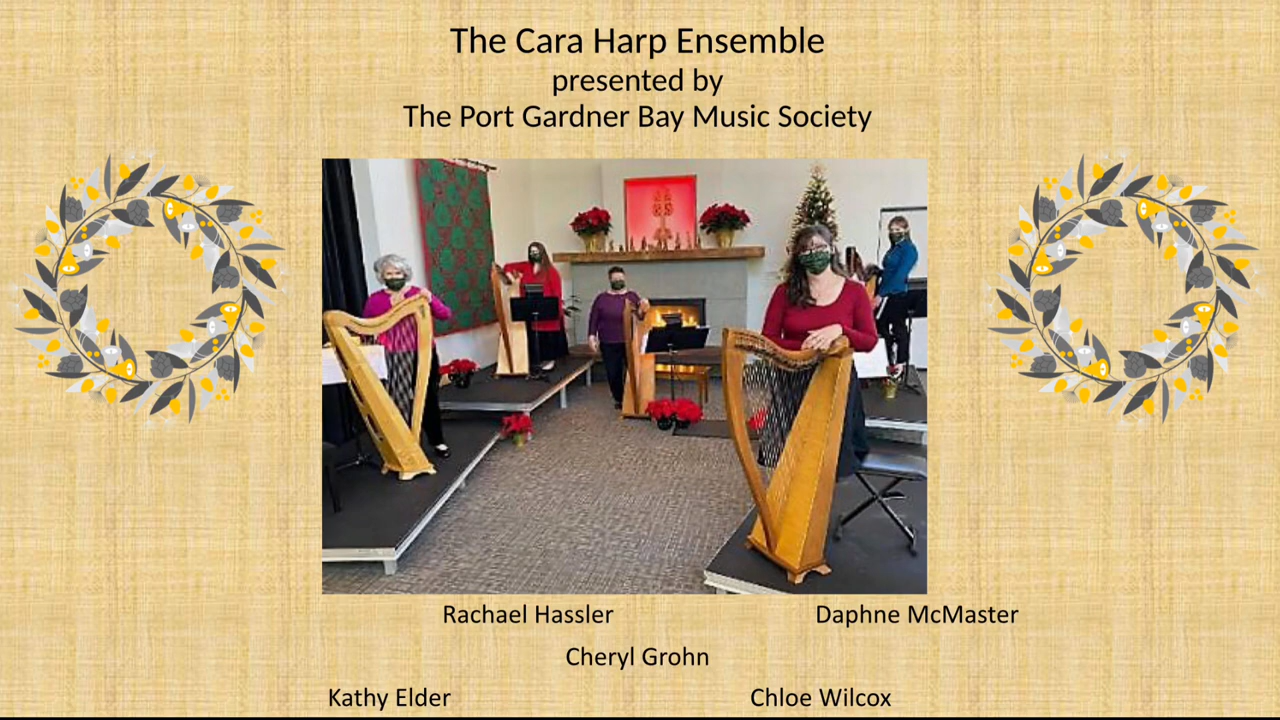 The Cara Harp Ensemble
presented by
The Port Gardner Bay Music Society
Rachael Hassler Daphne McMaster
Cheryl Grohn
Kathy Elder Chloe Wilcox